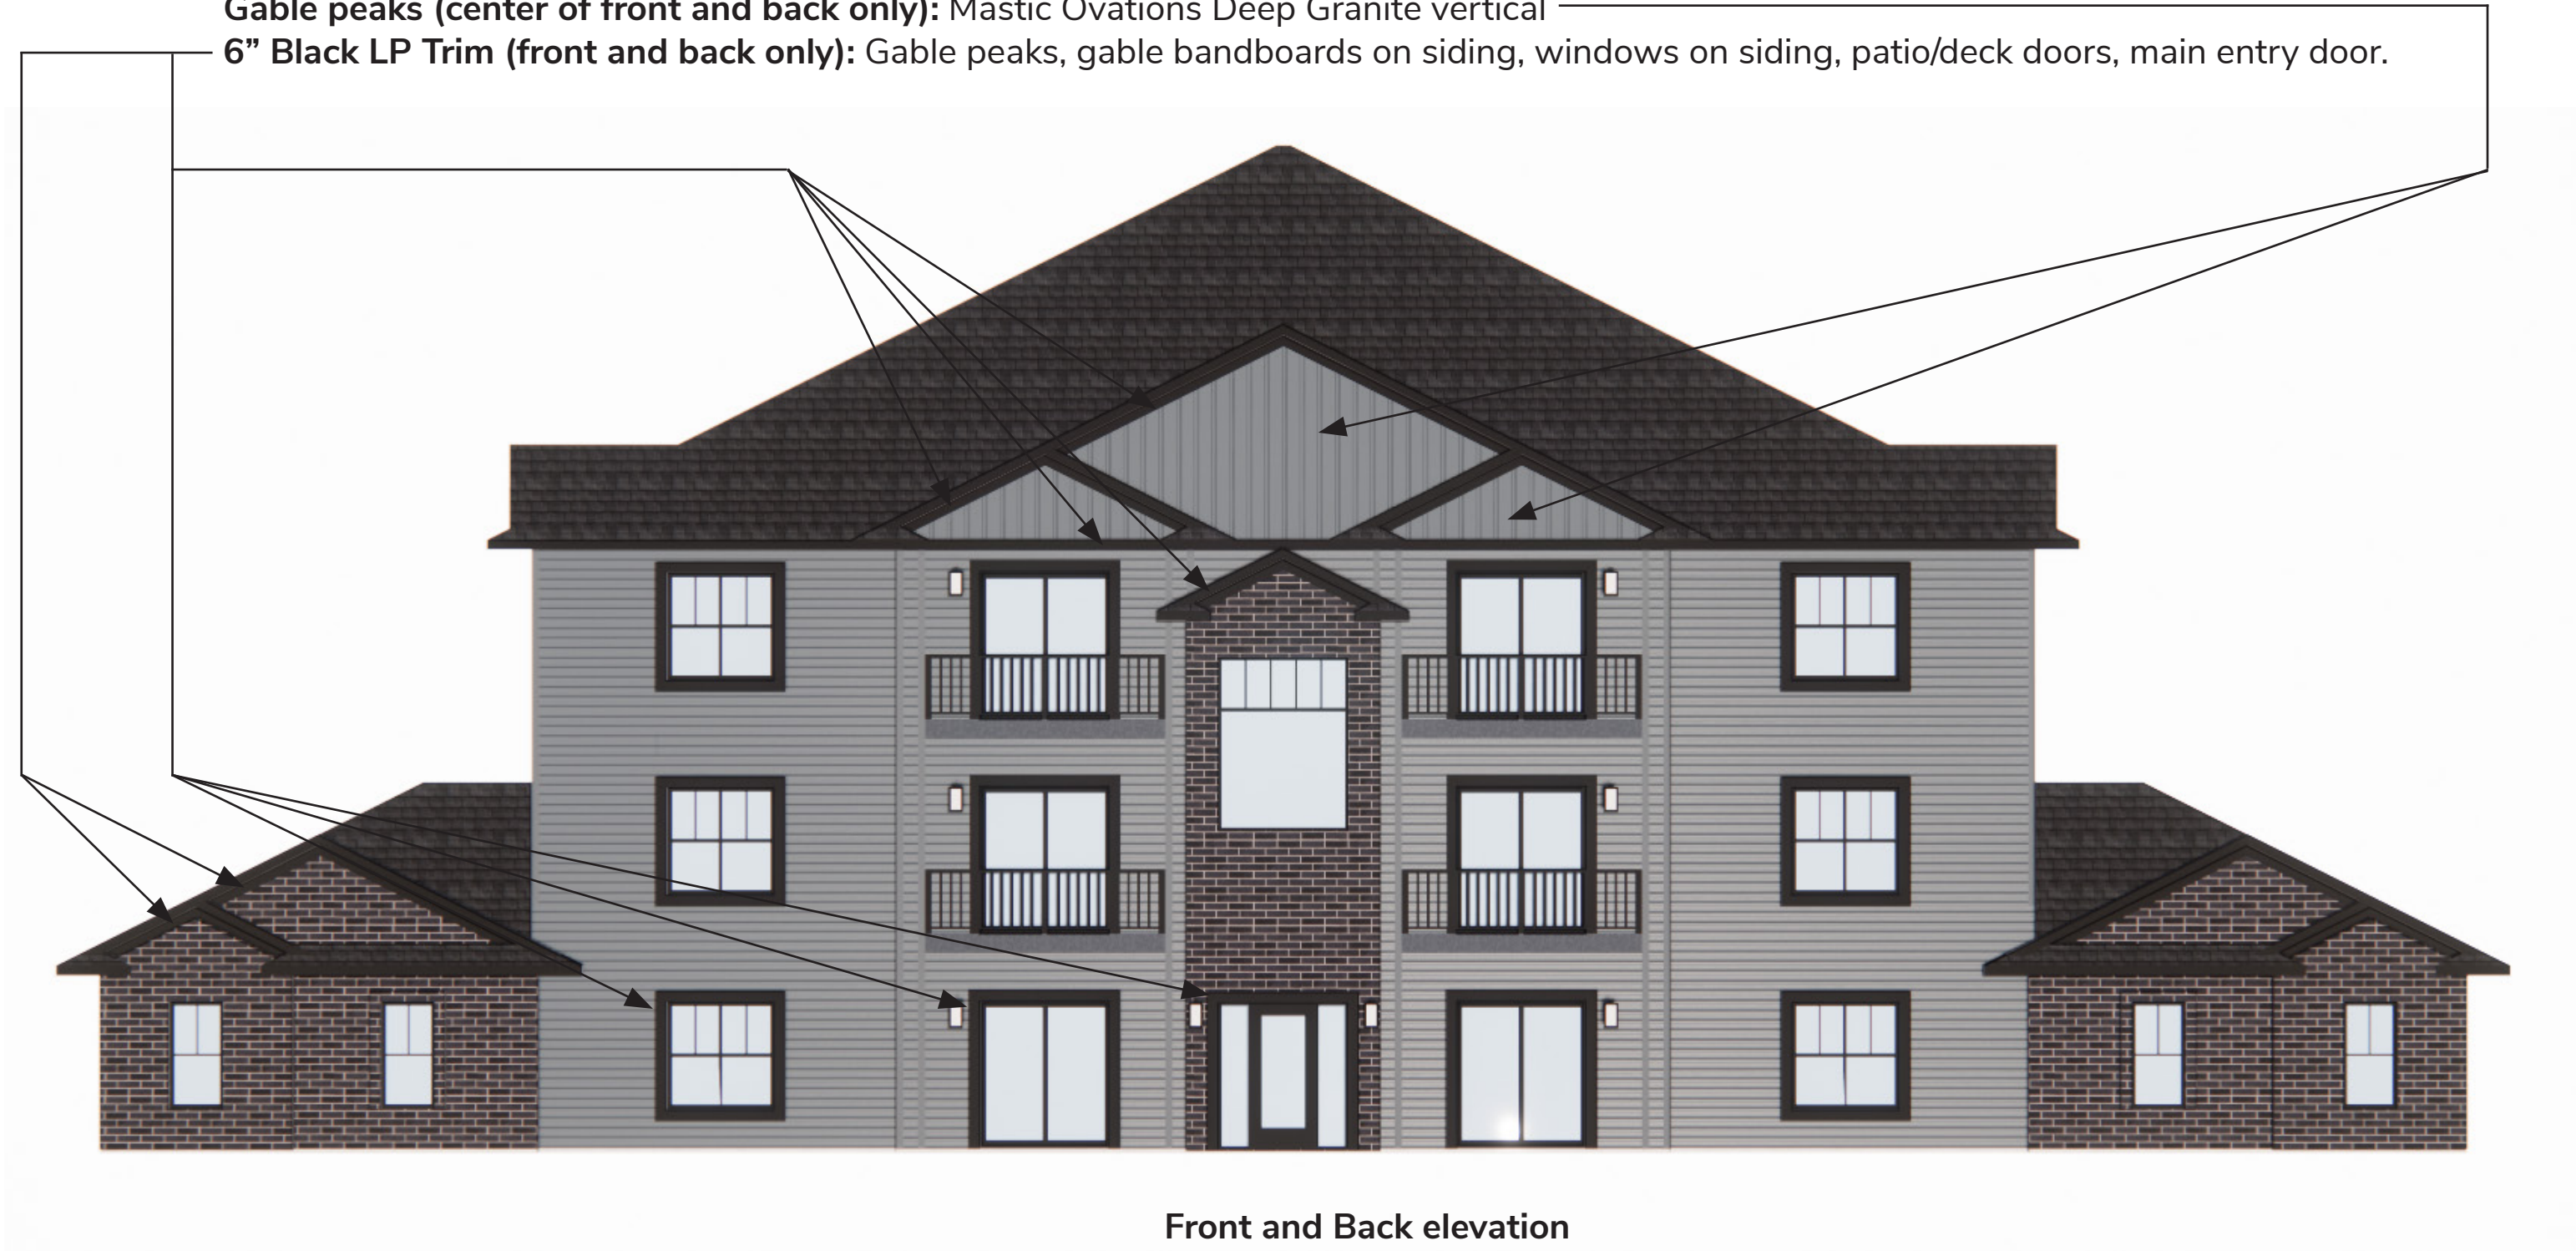 Gable peaks (center of front and back only): Mastic Ovations Deep Granite vertical
6” Black LP Trim (front and back only): Gable peaks, gable bandboards on siding, windows on siding, patio/deck doors, main entry door.
Front and Back elevation